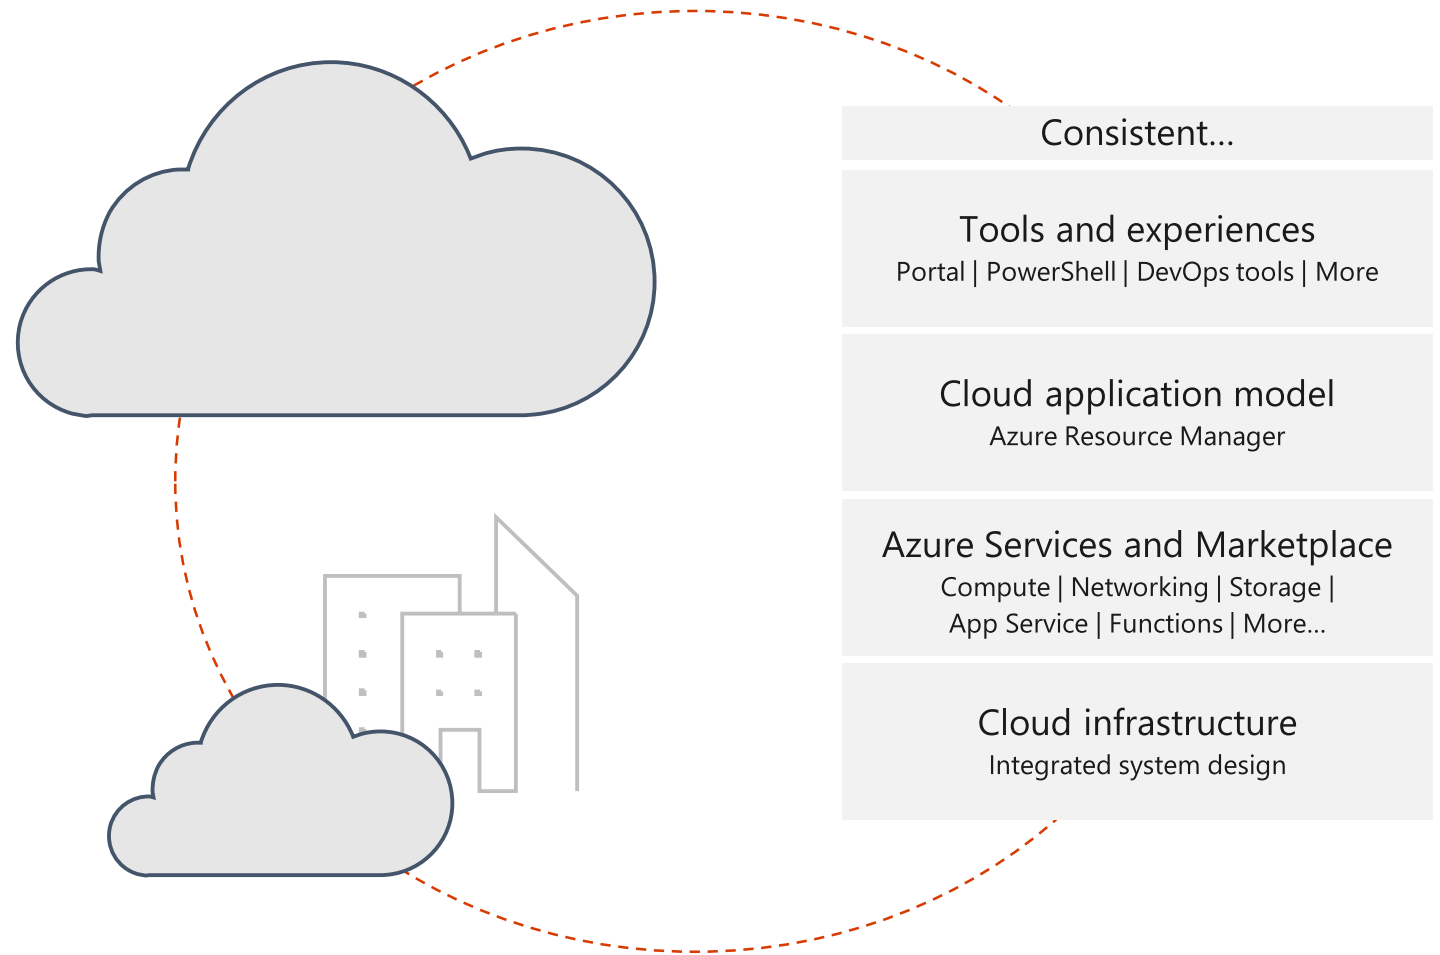 Consistent...
Tools and experiences
Portal | PowerShell | DevOps tools | More
Cloud application model
Azure Resource Manager
Azure Services and Marketplace
Compute | Networking | Storage |
App Service | Functions | More...
Cloud infrastructure
Integrated system design